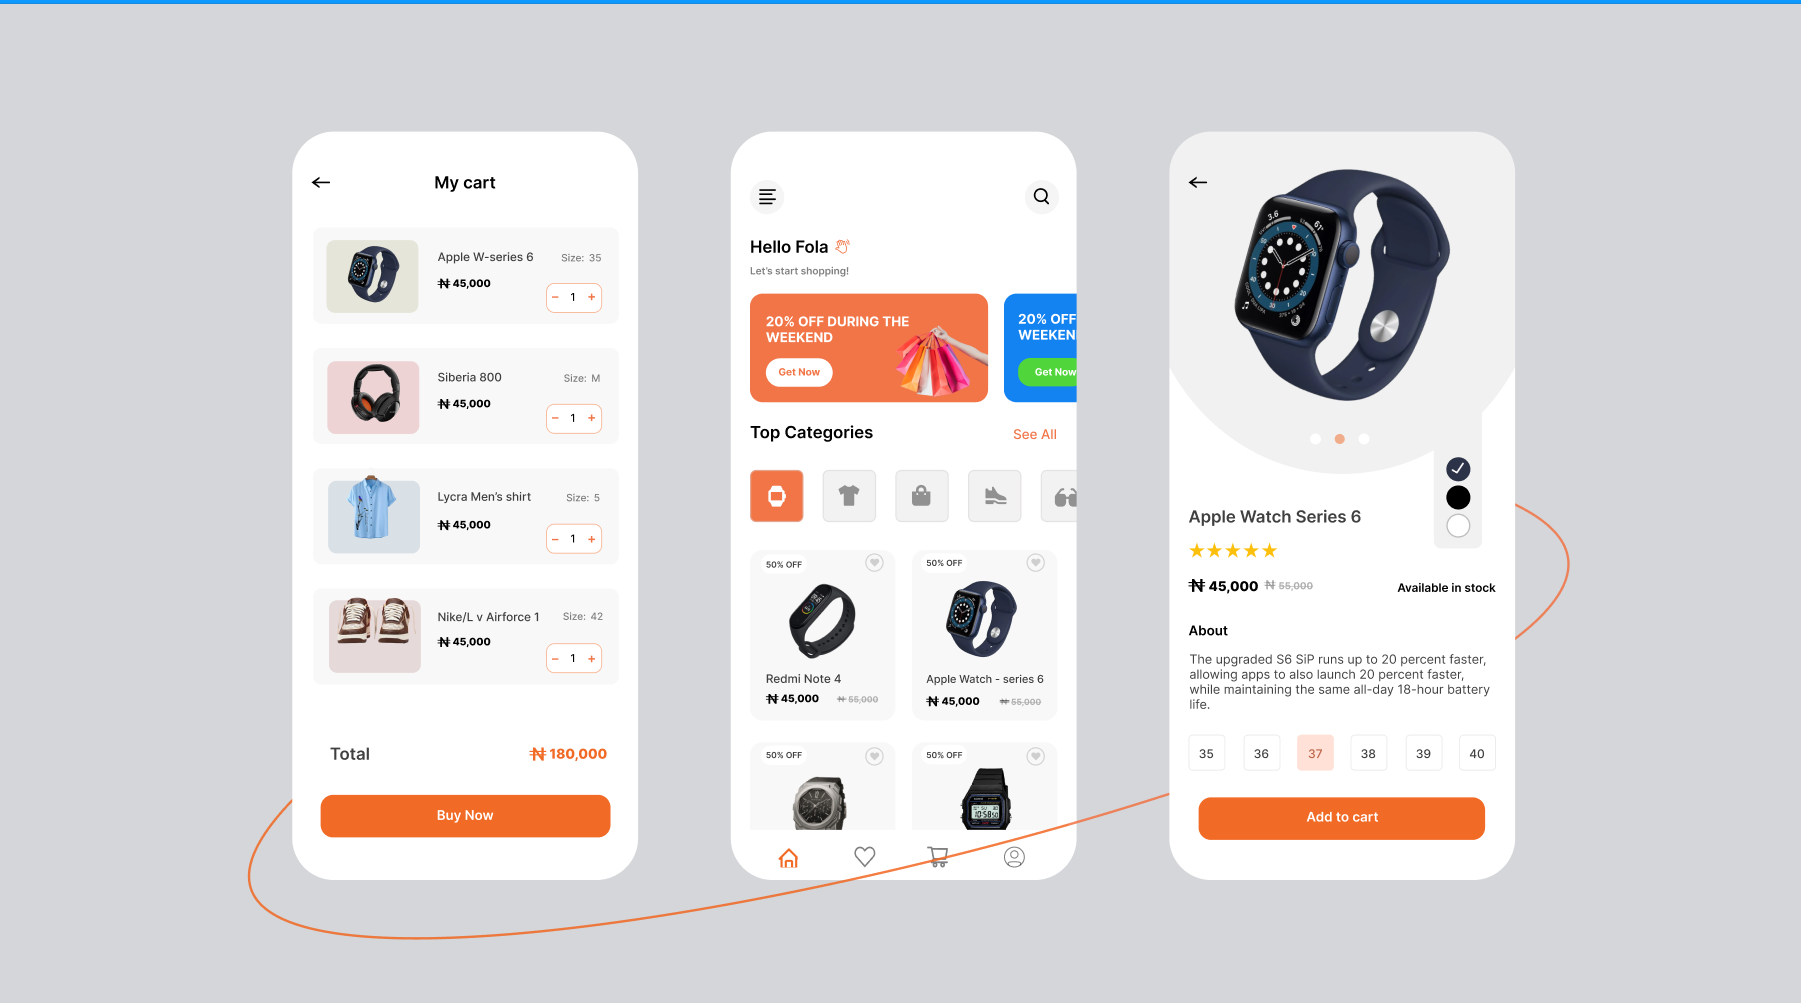 My cart
Apple W-series 6
Size: 35
₦ 45,000
− 1 +
Siberia 800
Size: M
₦ 45,000
− 1 +
Lycra Men's shirt
Size: 5
₦ 45,000
− 1 +
Nike/L v Airforce 1
Size: 42
₦ 45,000
− 1 +
Total
₦ 180,000
Buy Now
Hello Fola
Let's start shopping!
20% OFF DURING THE
WEEKEND
Get Now
20% OFF
WEEKEN
Get Now
Top Categories
See All
50% OFF
Redmi Note 4
₦ 45,000 ₦ 55,000
50% OFF
Apple Watch - series 6
₦ 45,000 ₦ 55,000
50% OFF
50% OFF
10:58
Apple Watch Series 6
₦ 45,000 ₦ 55,000
Available in stock
About
The upgraded S6 SiP runs up to 20 percent faster,
allowing apps to also launch 20 percent faster,
while maintaining the same all-day 18-hour battery
life.
35 36 37 38 39 40
Add to cart